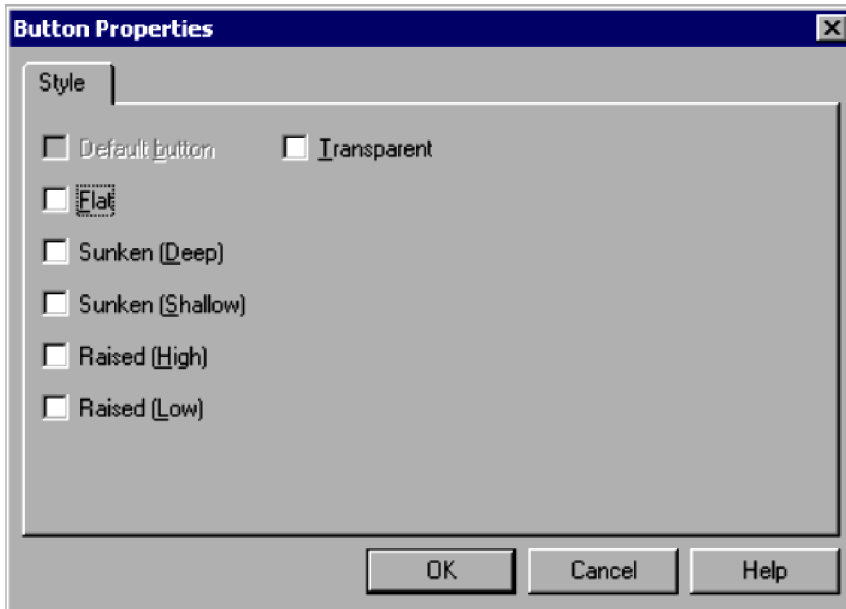 Button Properties
Style
Default button
Transparent
Flat
Sunken (Deep)
Sunken (Shallow)
Raised (High)
Raised (Low)
OK
Cancel
Help